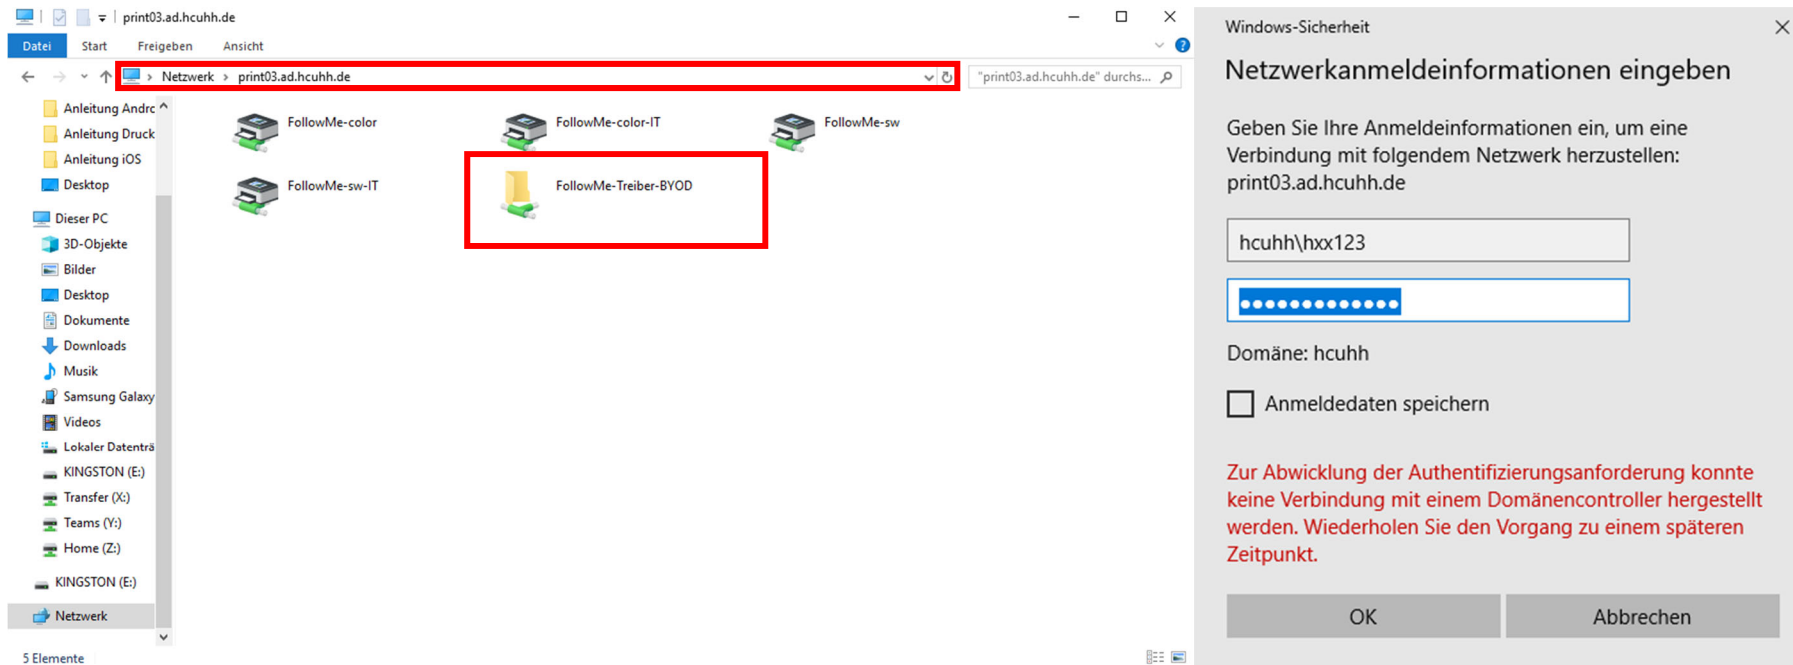 print03.ad.hcuhh.de
Datei Start Freigeben Ansicht
Netzwerk print03.ad.hcuhh.de
"print03.ad.hcuhh.de" durchs...
Anleitung Andrc
Anleitung Druck
Anleitung iOS
Desktop
Dieser PC
3D-Objekte
Bilder
Desktop
Dokumente
Downloads
Musik
Samsung Galaxy
Videos
Lokaler Datenträ
KINGSTON (E:)
Transfer (X:)
Teams (Y:)
Home (Z:)
KINGSTON (E:)
Netzwerk
5 Elemente
FollowMe-color
FollowMe-color-IT
FollowMe-sw
FollowMe-sw-IT
FollowMe-Treiber-BYOD
Windows-Sicherheit
Netzwerkanmeldeinformationen eingeben
Geben Sie Ihre Anmeldeinformationen ein, um eine
Verbindung mit folgendem Netzwerk herzustellen:
print03.ad.hcuhh.de
hcuhh\hxx123
Domäne: hcuhh
Anmeldedaten speichern
Zur Abwicklung der Authentifizierungsanforderung konnte
keine Verbindung mit einem Domänencontroller hergestellt
werden. Wiederholen Sie den Vorgang zu einem späteren
Zeitpunkt.
OK
Abbrechen